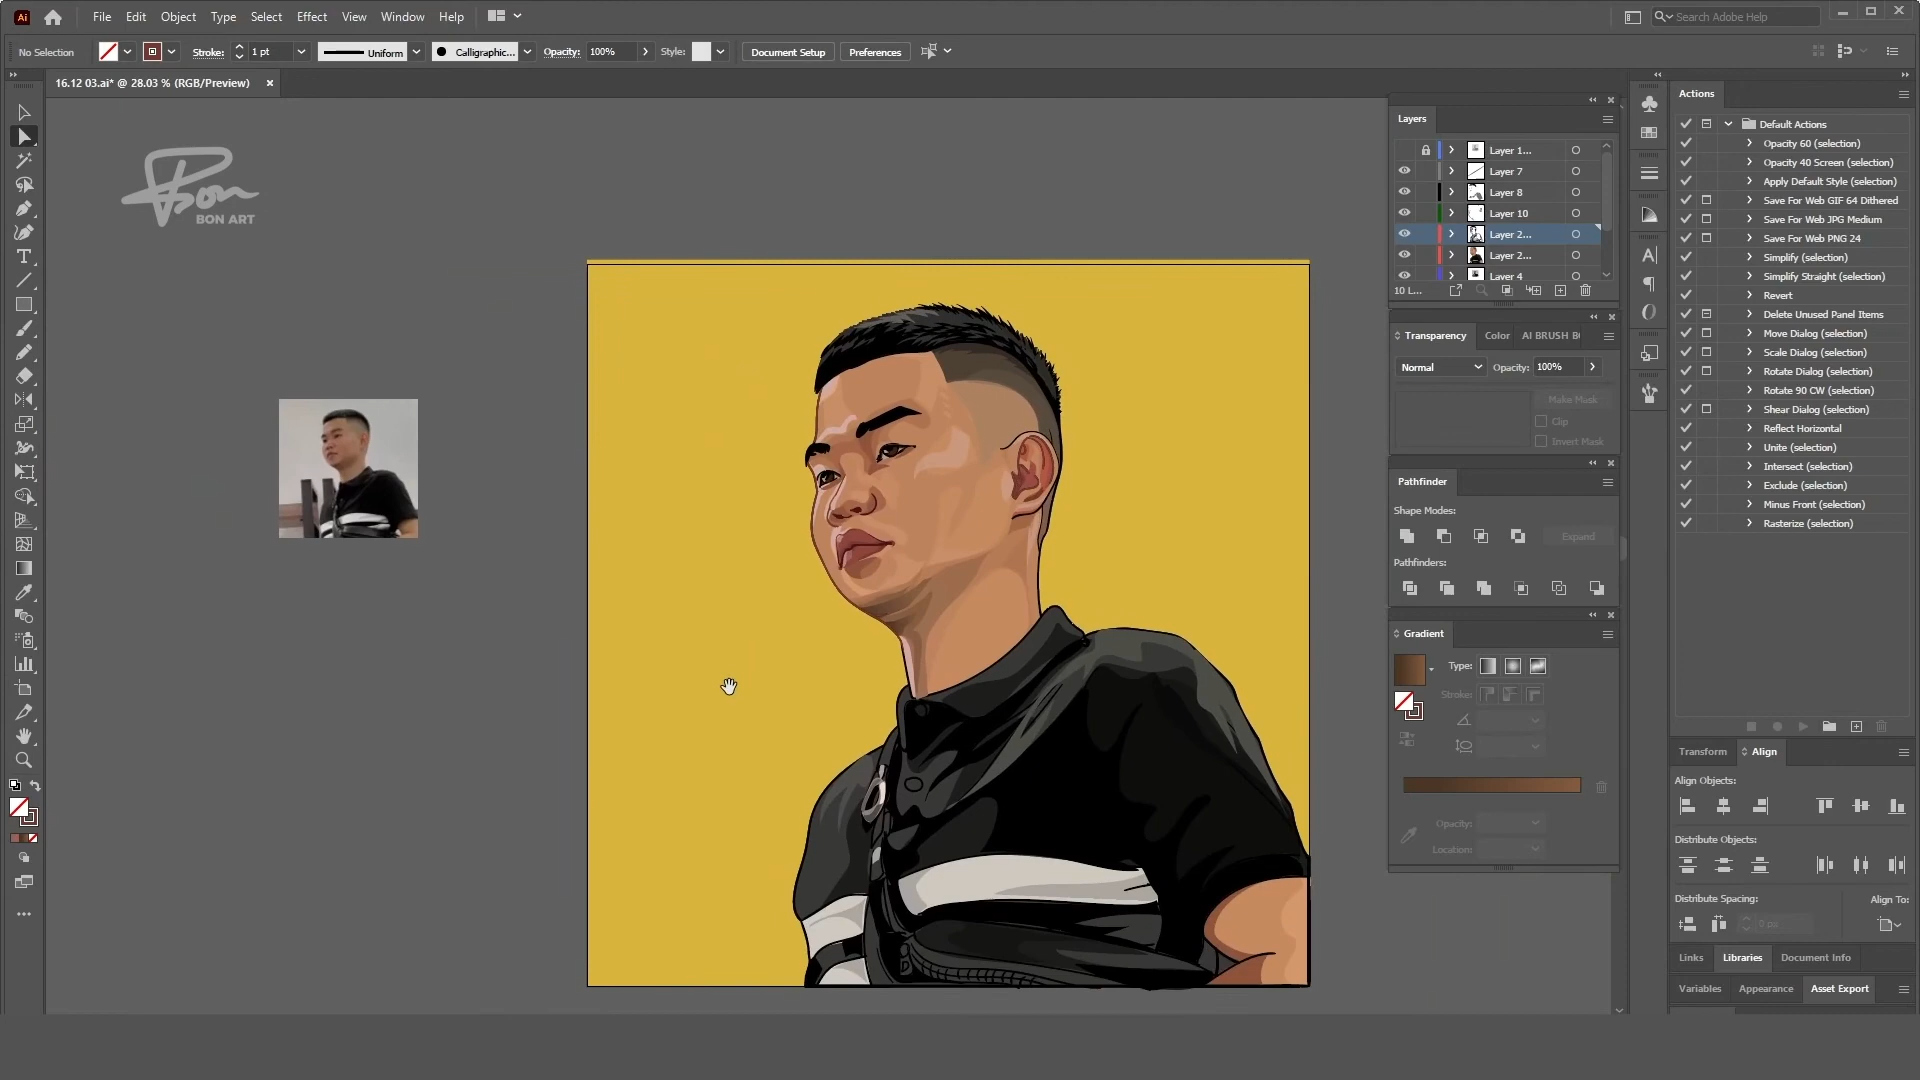 Ai File Edit Object Type Select Effect View Window Help
Search Adobe Help
No Selection Stroke: 1 pt Uniform Calligraphic... Opacity: 100% Style: Document Setup Preferences
16.12 03.ai* @ 28.03 % (RGB/Preview)
Bon
BON ART
Layers
Layer 1...
Layer 7
Layer 8
Layer 10
Layer 2...
Layer 2...
Layer 4
10 L...
Transparency Color AI BRUSH
Normal Opacity: 100%
Make Mask
Clip
Invert Mask
Pathfinder
Shape Modes:
Expand
Pathfinders:
Gradient
Type:
Stroke:
Opacity:
Location:
Actions
Default Actions
Opacity 60 (selection)
Opacity 40 Screen (selection)
Apply Default Style (selection)
Save For Web GIF 64 Dithered
Save For Web JPG Medium
Save For Web PNG 24
Simplify (selection)
Simplify Straight (selection)
Revert
Delete Unused Panel Items
Move Dialog (selection)
Scale Dialog (selection)
Rotate Dialog (selection)
Rotate 90 CW (selection)
Shear Dialog (selection)
Reflect Horizontal
Unite (selection)
Intersect (selection)
Exclude (selection)
Minus Front (selection)
Rasterize (selection)
Transform Align
Align Objects:
Distribute Objects:
Distribute Spacing: Align To:
0 px
Links Libraries Document Info
Variables Appearance Asset Export